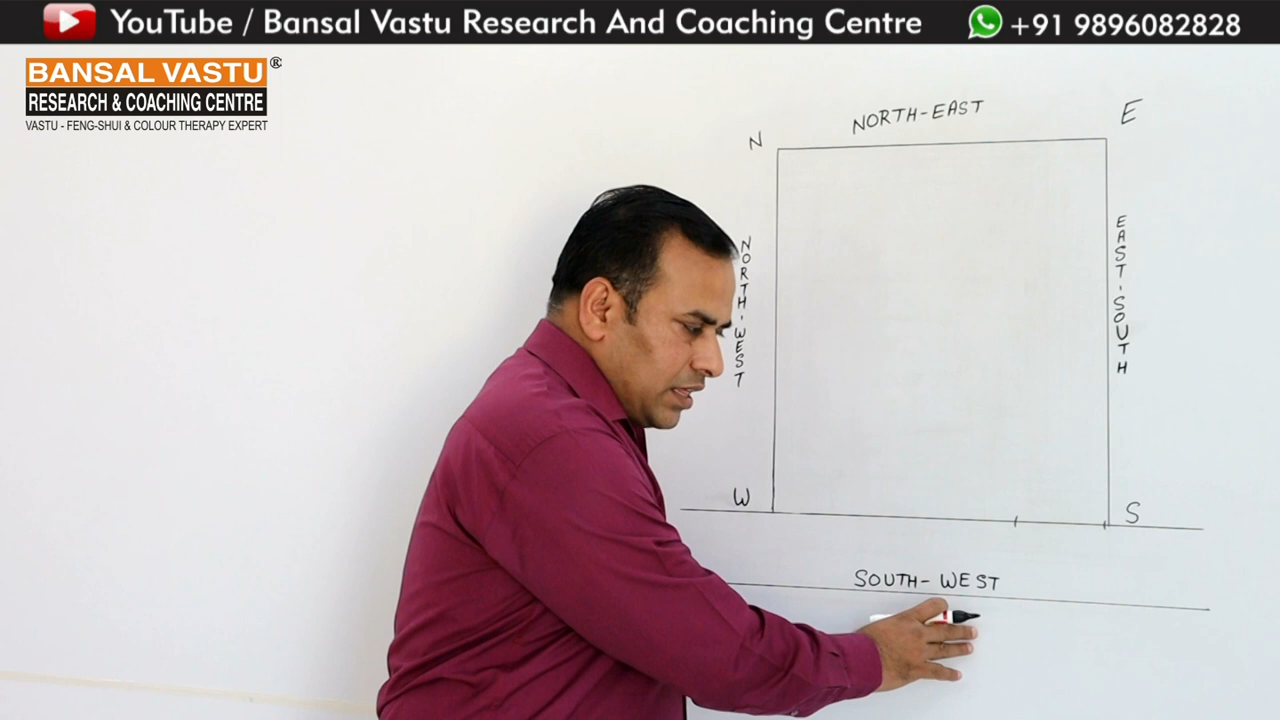 YouTube / Bansal Vastu Research And Coaching Centre
+91 9896082828
BANSAL VASTU®
RESEARCH & COACHING CENTRE
VASTU - FENG-SHUI & COLOUR THERAPY EXPERT
N
NORTH-EAST
E
NORTH-WEST
EAST-SOUTH
W
S
SOUTH-WEST